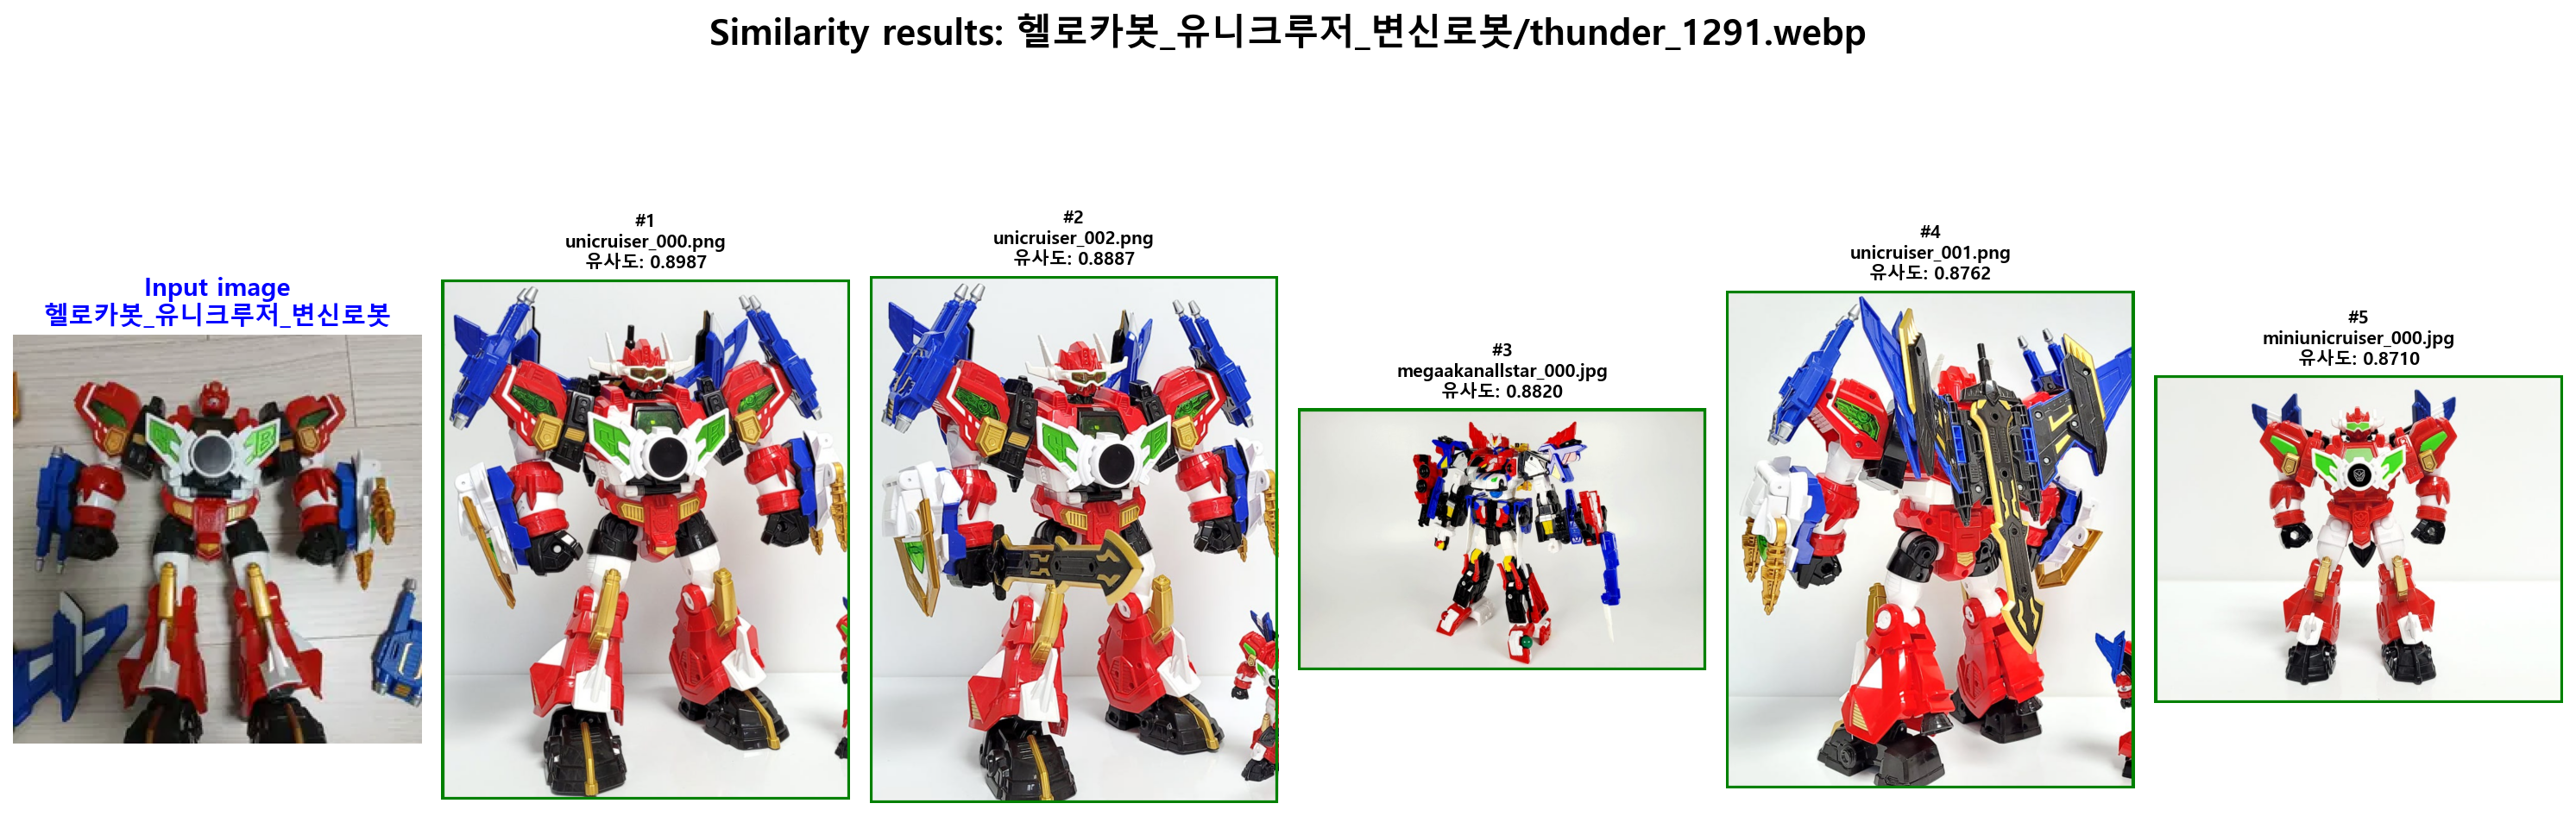 Similarity results: 헬로카봇_유니크루저_변신로봇/thunder_1291.webp
Input image
헬로카봇_유니크루저_변신로봇
#1
unicruiser_000.png
유사도: 0.8987
#2
unicruiser_002.png
유사도: 0.8887
#3
megaakanallstar_000.jpg
유사도: 0.8820
#4
unicruiser_001.png
유사도: 0.8762
#5
miniunicruiser_000.jpg
유사도: 0.8710